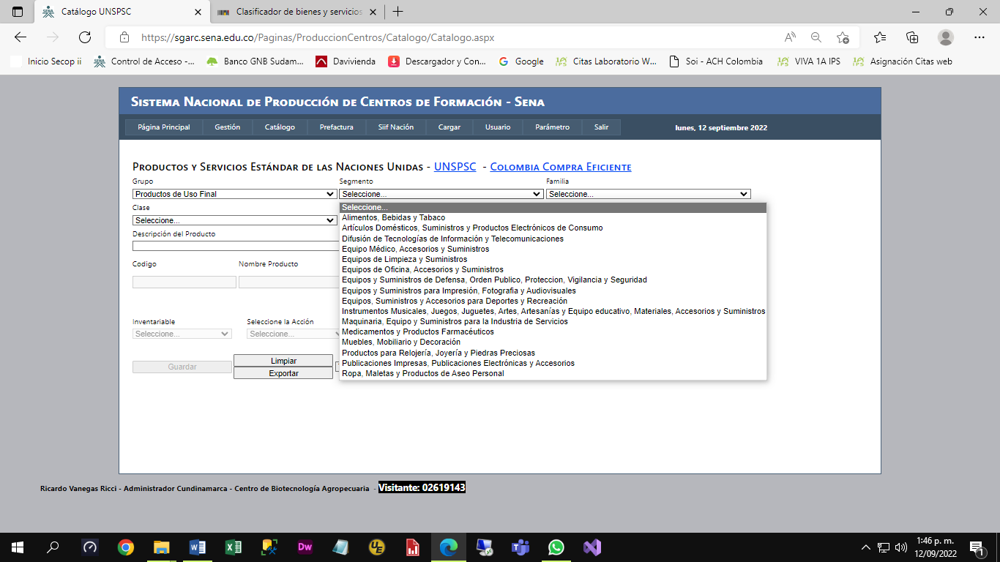 Catálogo UNSPSC
Clasificador de bienes y servicios
https://sgarc.sena.edu.co/Paginas/ProduccionCentros/Catalogo/Catalogo.aspx
Inicio Secop ii
Control de Acceso -...
Banco GNB Sudam...
Davivienda
Descargador y Con...
Google
Citas Laboratorio W...
Soi - ACH Colombia
VIVA 1A IPS
Asignación Citas web
Sistema Nacional de Producción de Centros de Formación - Sena
Página Principal
Gestión
Catálogo
Prefactura
Siif Nación
Cargar
Usuario
Parámetro
Salir
lunes, 12 septiembre 2022
Productos y Servicios Estándar de las Naciones Unidas - UNSPSC - Colombia Compra Eficiente
Grupo
Segmento
Familia
Productos de Uso Final
Seleccione...
Seleccione...
Clase
Seleccione...
Descripción del Producto
Codigo
Nombre Producto
Inventariable
Seleccione la Acción
Seleccione...
Seleccione...
Guardar
Limpiar
Exportar
Seleccione...
Alimentos, Bebidas y Tabaco
Artículos Domésticos, Suministros y Productos Electrónicos de Consumo
Difusión de Tecnologías de Información y Telecomunicaciones
Equipo Médico, Accesorios y Suministros
Equipos de Limpieza y Suministros
Equipos de Oficina, Accesorios y Suministros
Equipos y Suministros de Defensa, Orden Publico, Proteccion, Vigilancia y Seguridad
Equipos y Suministros para Impresión, Fotografia y Audiovisuales
Equipos, Suministros y Accesorios para Deportes y Recreación
Instrumentos Musicales, Juegos, Juguetes, Artes, Artesanías y Equipo educativo, Materiales, Accesorios y Suministros
Maquinaria, Equipo y Suministros para la Industria de Servicios
Medicamentos y Productos Farmacéuticos
Muebles, Mobiliario y Decoración
Productos para Relojería, Joyería y Piedras Preciosas
Publicaciones Impresas, Publicaciones Electrónicas y Accesorios
Ropa, Maletas y Productos de Aseo Personal
Ricardo Vanegas Ricci - Administrador Cundinamarca - Centro de Biotecnología Agropecuaria - Visitante: 02619143
Dw
UE
1:46 p. m.
12/09/2022
1